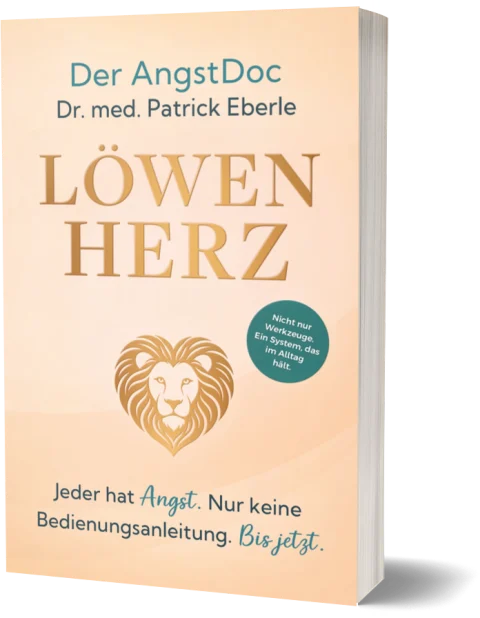 Der AngstDoc
Dr. med. Patrick Eberle
LÖWEN
HERZ
Nicht nur
Werkzeuge.
Ein System, das
im Alltag
hält.
Jeder hat Angst. Nur keine
Bedienungsanleitung. Bis jetzt.